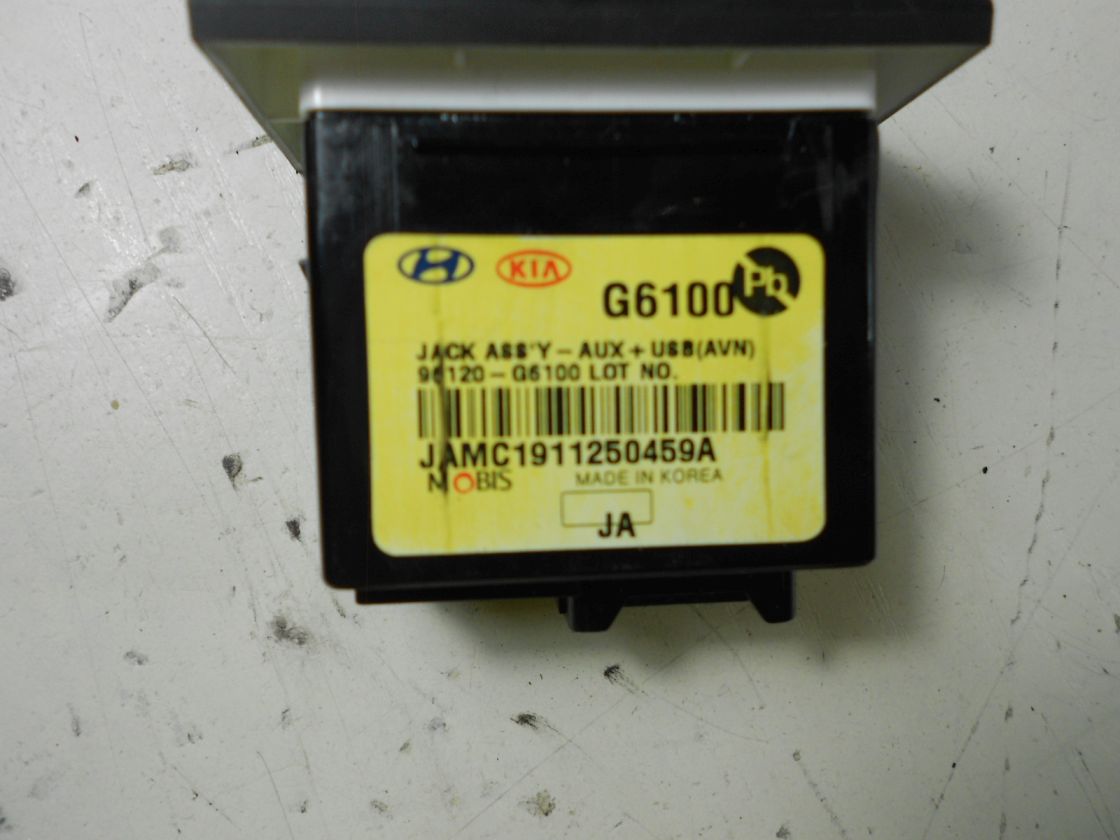 H KIA
G6100 Pb
JACK ASS'Y - AUX + USB(AVN)
96120 - G6100 LOT NO.
JAMC1911250459A
MOBIS MADE IN KOREA
JA